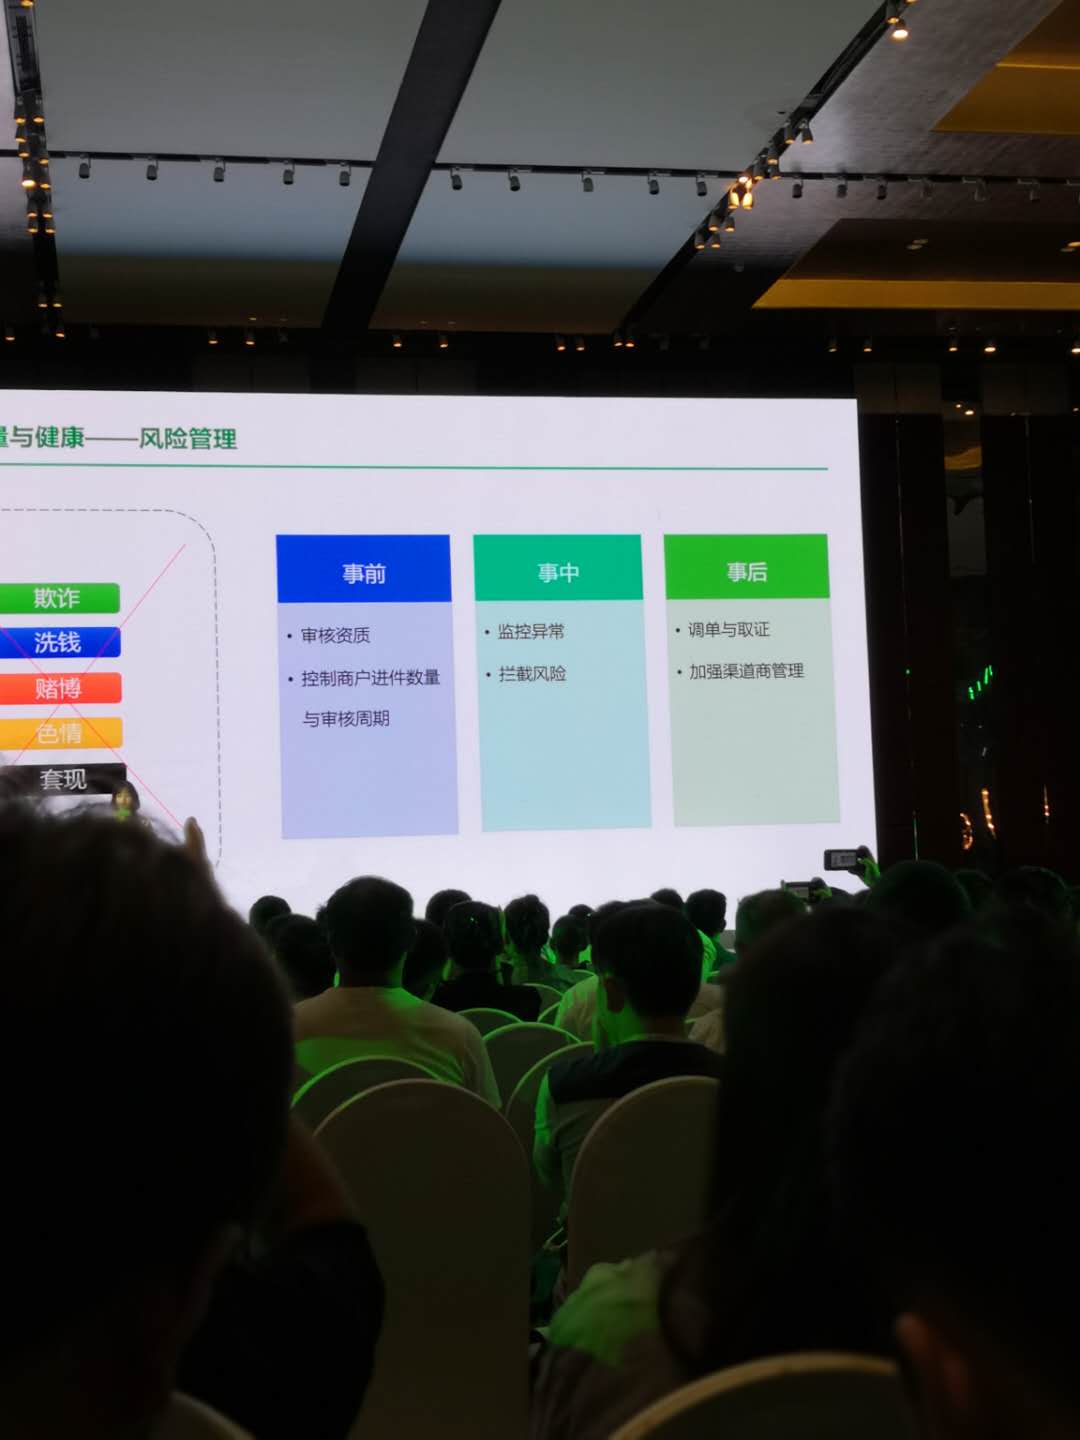 与健康——风险管理
欺诈
洗钱
赌博
色情
套现
事前
• 审核资质
• 控制商户进件数量
与审核周期
事中
• 监控异常
• 拦截风险
事后
• 调单与取证
• 加强渠道商管理